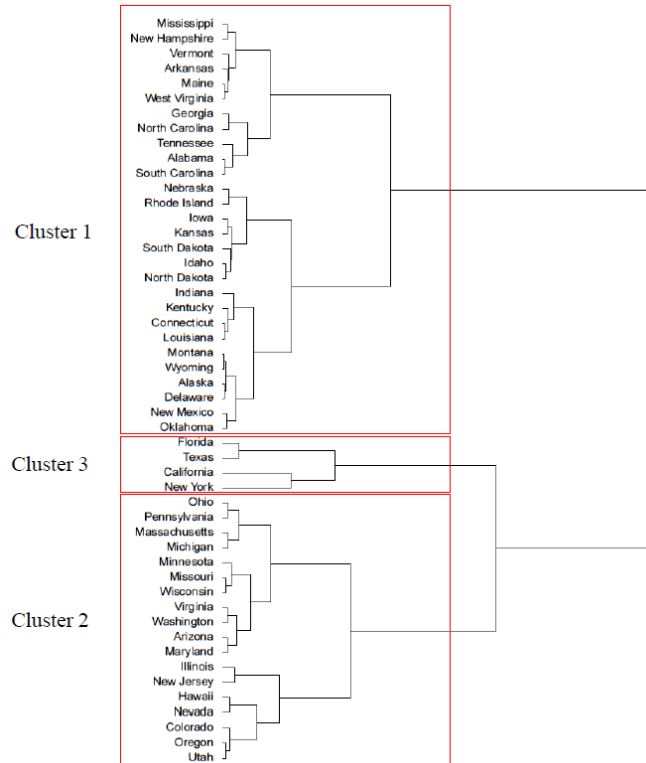 Mississippi
New Hampshire
Vermont
Arkansas
Maine
West Virginia
Georgia
North Carolina
Tennessee
Alabama
South Carolina
Nebraska
Rhode Island
Cluster 1
Iowa
Kansas
South Dakota
Idaho
North Dakota
Indiana
Kentucky
Connecticut
Louisiana
Montana
Wyoming
Alaska
Delaware
New Mexico
Oklahoma
Florida
Cluster 3
Texas
California
New York
Ohio
Pennsylvania
Massachusetts
Michigan
Minnesota
Missouri
Wisconsin
Virginia
Cluster 2
Washington
Arizona
Maryland
Illinois
New Jersey
Hawaii
Nevada
Colorado
Oregon
Utah